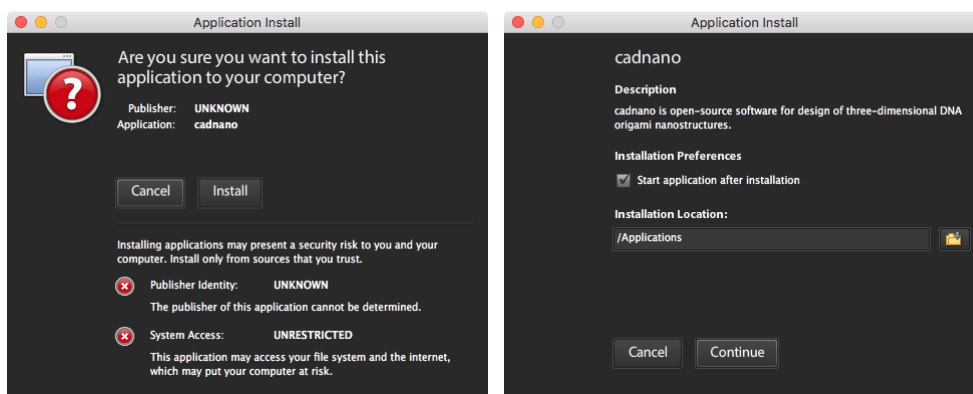 Application Install
Are you sure you want to install this
application to your computer?
Publisher: UNKNOWN
Application: cadnano
Cancel Install
Installing applications may present a security risk to you and your
computer. Install only from sources that you trust.
Publisher Identity: UNKNOWN
The publisher of this application cannot be determined.
System Access: UNRESTRICTED
This application may access your file system and the internet,
which may put your computer at risk.
Application Install
cadnano
Description
cadnano is open-source software for design of three-dimensional DNA
origami nanostructures.
Installation Preferences
Start application after installation
Installation Location:
/Applications
Cancel Continue